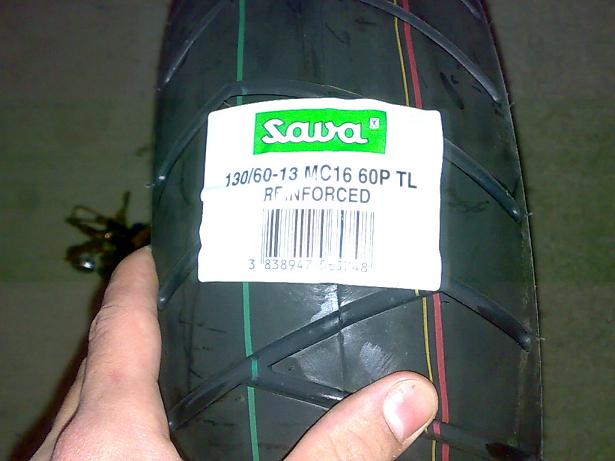 Sava
130/60-13 MC16 60P TL
REINFORCED
3 838947